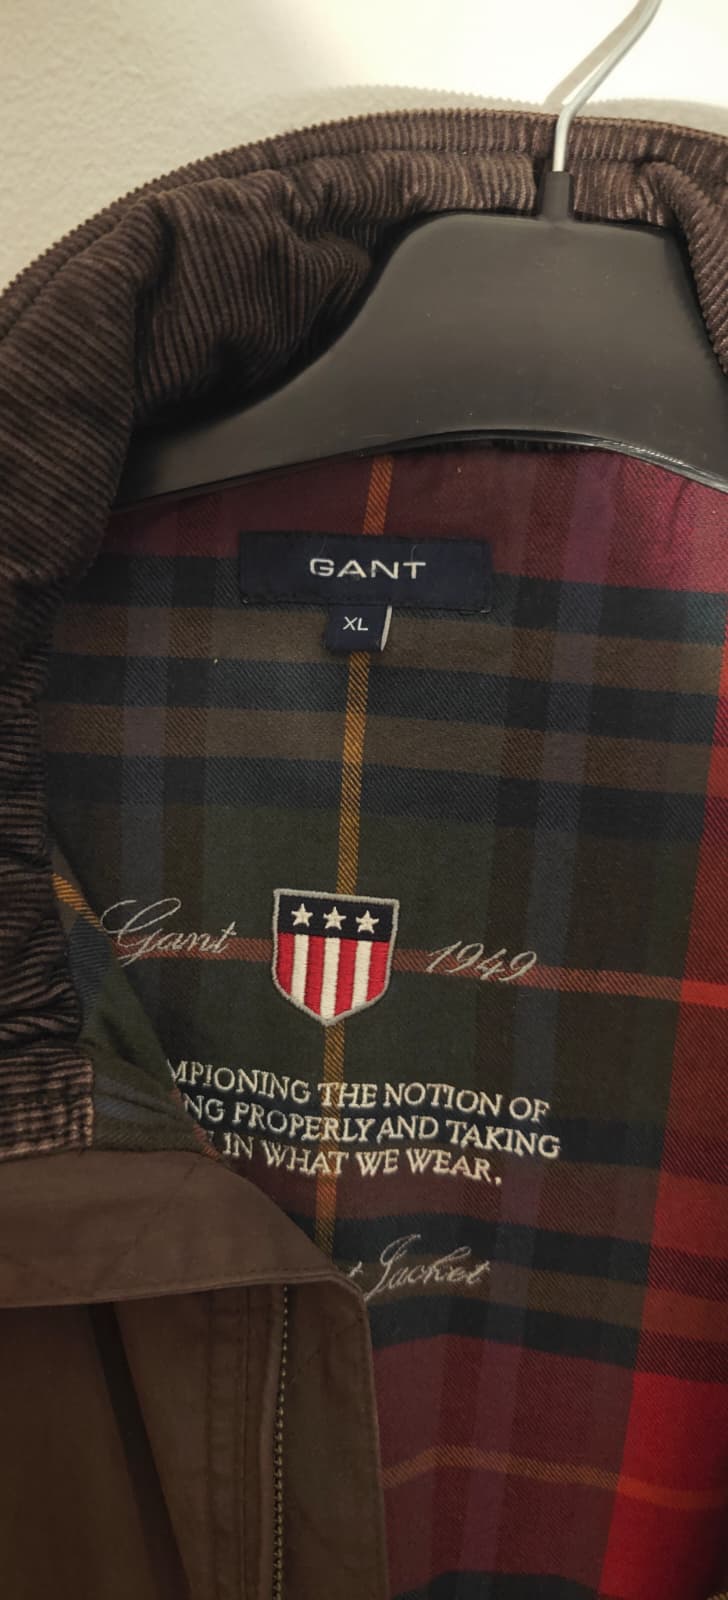 GANT
XL
Gant 1949
MPIONING THE NOTION OF
NG PROPERLY AND TAKING
IN WHAT WE WEAR.
t Jacket